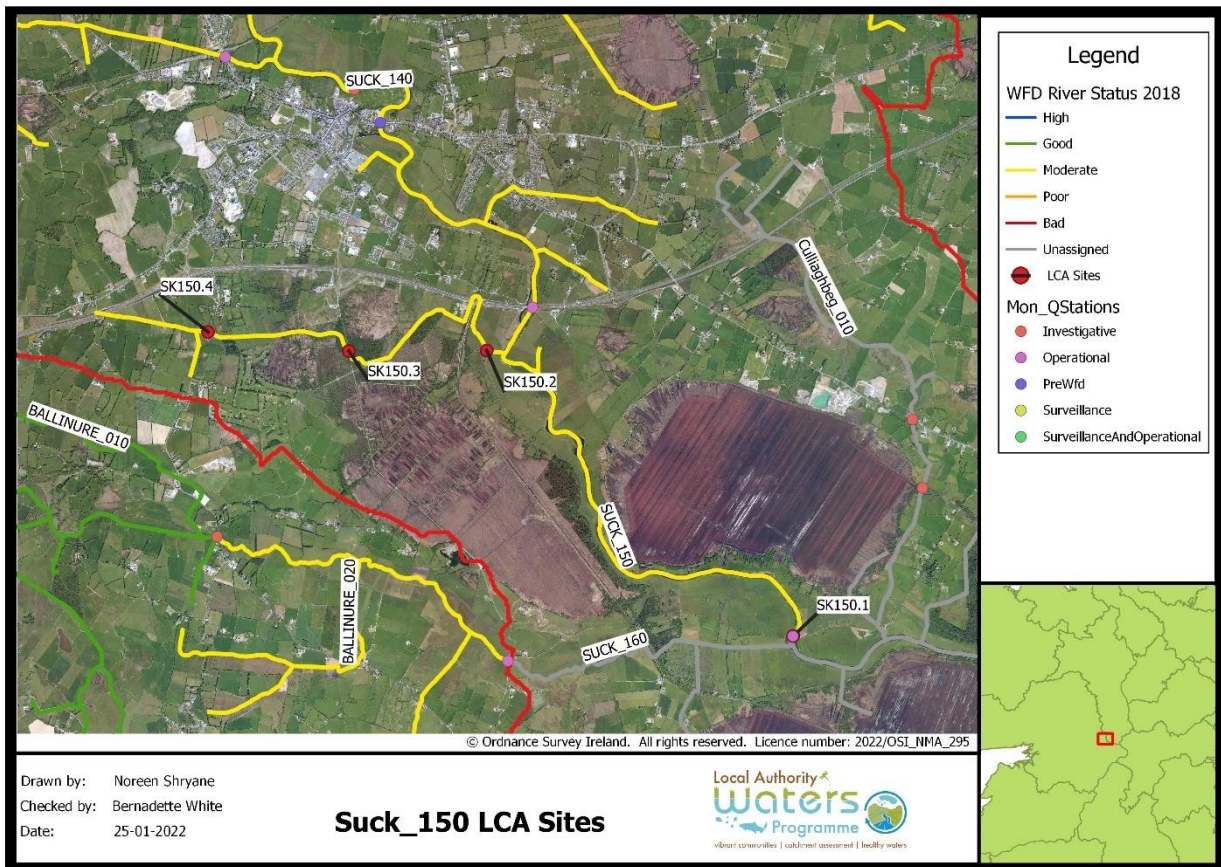 SUCK_140
SK150.4
SK150.3
SK150.2
Culliaghbeg_010
BALLINURE_010
SUCK_150
BALLINURE_020
SK150.1
SUCK_160
© Ordnance Survey Ireland. All rights reserved. Licence number: 2022/OSI_NMA_295
Legend
WFD River Status 2018
High
Good
Moderate
Poor
Bad
Unassigned
LCA Sites
Mon_QStations
Investigative
Operational
PreWfd
Surveillance
SurveillanceAndOperational
Drawn by: Noreen Shryane
Checked by: Bernadette White
Date: 25-01-2022
Suck_150 LCA Sites
Local Authority
Waters
Programme
vibrant communities | catchment assessment | healthy waters